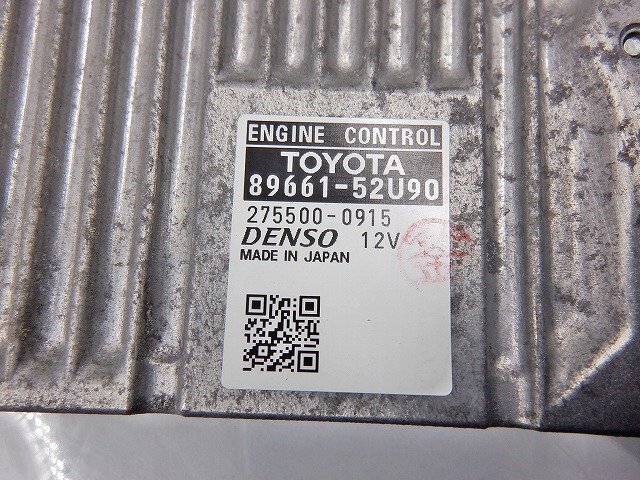 ENGINE CONTROL
TOYOTA
89661-52U90
275500-0915
DENSO 12V
MADE IN JAPAN